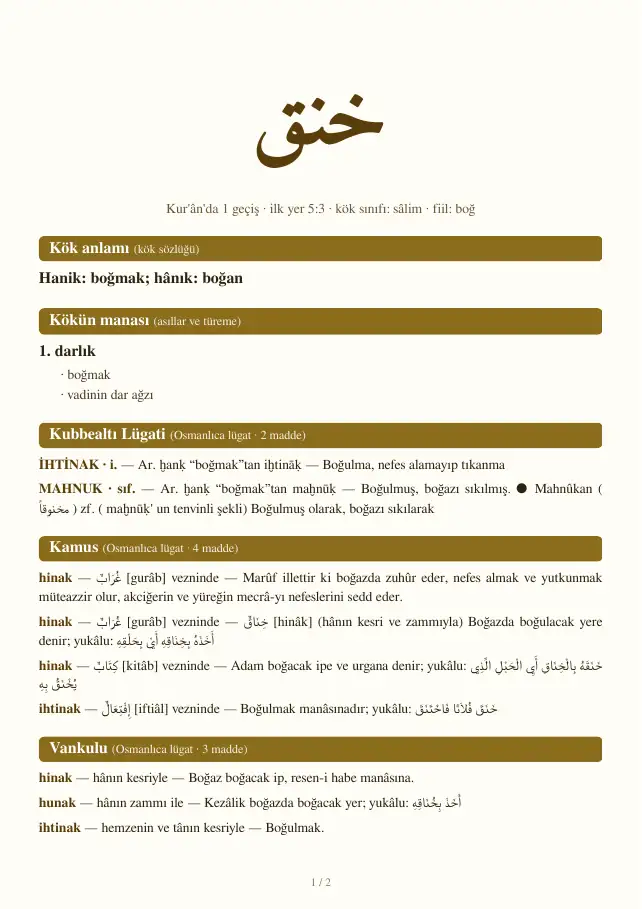 خنق
Kur'ân'da 1 geçiş · ilk yer 5:3 · kök sınıfı: sâlim · fiil: boğ
Kök anlamı (kök sözlüğü)
Hanik: boğmak; hânık: boğan
Kökün manası (asıllar ve türeme)
1. darlık
· boğmak
· vadinin dar ağzı
Kubbealtı Lügati (Osmanlıca lügat · 2 madde)
İHTİNAK · i. — Ar. ḫanḳ “boğmak”tan iḫtināḳ — Boğulma, nefes alamayıp tıkanma
MAHNUK · sıf. — Ar. ḫanḳ “boğmak”tan maḫnūḳ — Boğulmuş, boğazı sıkılmış. ● Mahnûkan (
مخنوقاً ) zf. ( maḫnūḳ' un tenvinli şekli) Boğulmuş olarak, boğazı sıkılarak
Kamus (Osmanlıca lügat · 4 madde)
hinak — غُرَابٌ [gurâb] vezninde — Marûf illettir ki boğazda zuhûr eder, nefes almak ve yutkunmak
müteazzir olur, akciğerin ve yüreğin mecrâ-yı nefeslerini sedd eder.
hinak — غُرَابٌ [gurâb] vezninde — خِنَاقٌ [hinâk] (hânın kesri ve zammıyla) Boğazda boğulacak yere
denir; yukâlu: أَخَذَهُ بِخِنَاقِهِ أَيْ بِحَلْقِهِ
hinak — كِتَابٌ [kitâb] vezninde — Adam boğacak ipe ve urgana denir; yukâlu: خَنَقَهُ بِالْخِنَاقِ أَيِ الْحَبْلِ الَّذِي
يُخْنَقُ بِهِ
ihtinak — إِفْتِعَالٌ [iftiâl] vezninde — Boğulmak manâsınadır; yukâlu: خَنَقَ فُلَانًا فَاخْتَنَقَ
Vankulu (Osmanlıca lügat · 3 madde)
hinak — hânın kesriyle — Boğaz boğacak ip, resen-i habe manâsına.
hunak — hânın zammı ile — Kezâlik boğazda boğacak yer; yukâlu: أَخَذَ بِخُنَاقِهِ
ihtinak — hemzenin ve tânın kesriyle — Boğulmak.
1 / 2